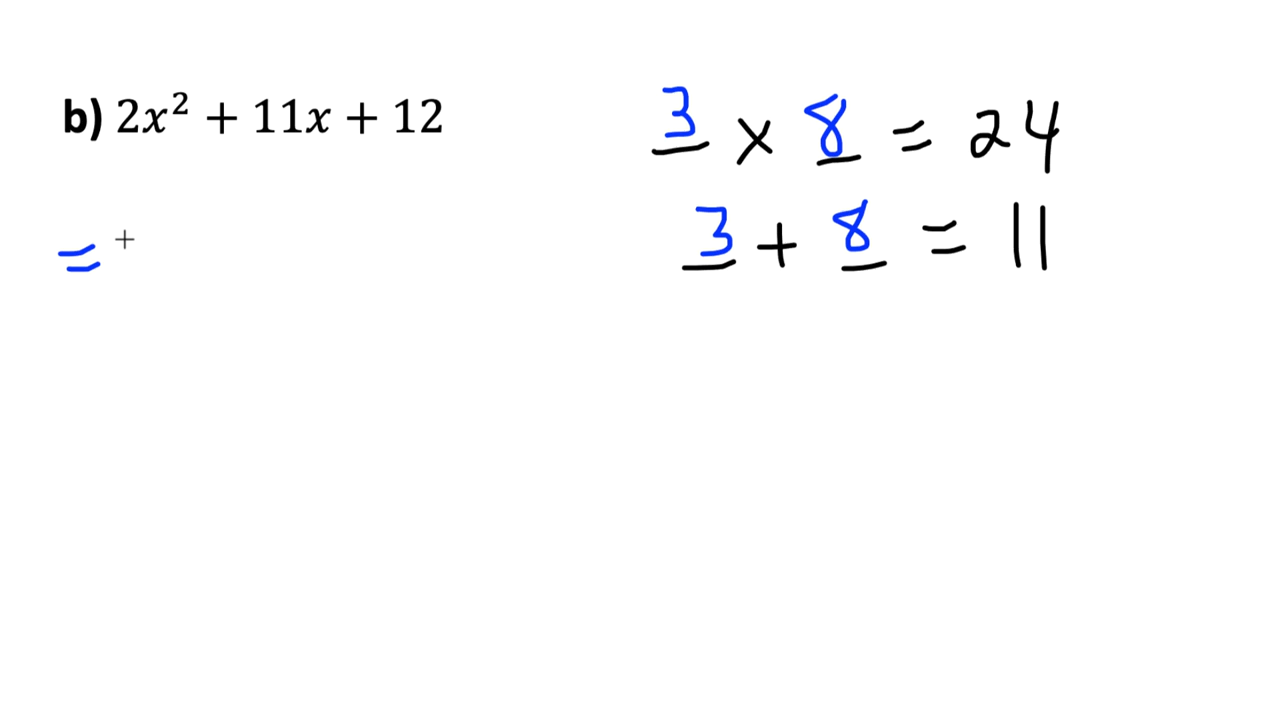 b) 2x² + 11x + 12
3 × 8 = 24
3 + 8 = 11
=